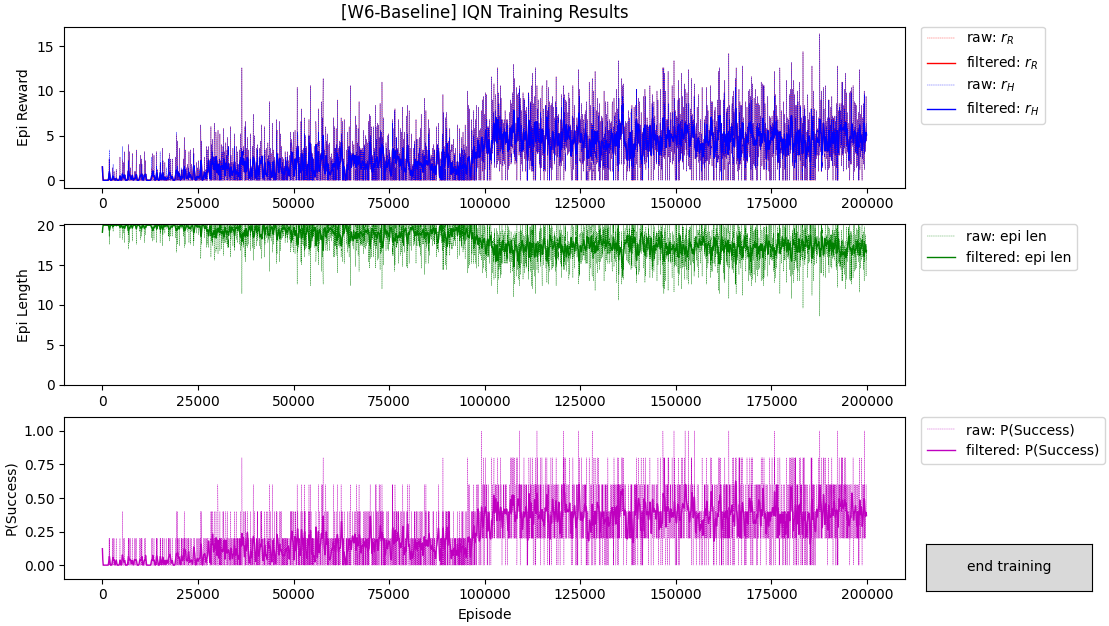 [W6-Baseline] IQN Training Results
Epi Reward
15
10
5
0
0 25000 50000 75000 100000 125000 150000 175000 200000
raw: r_R
filtered: r_R
raw: r_H
filtered: r_H
Epi Length
20
15
10
5
0
0 25000 50000 75000 100000 125000 150000 175000 200000
raw: epi len
filtered: epi len
P(Success)
1.00
0.75
0.50
0.25
0.00
0 25000 50000 75000 100000 125000 150000 175000 200000
Episode
raw: P(Success)
filtered: P(Success)
end training